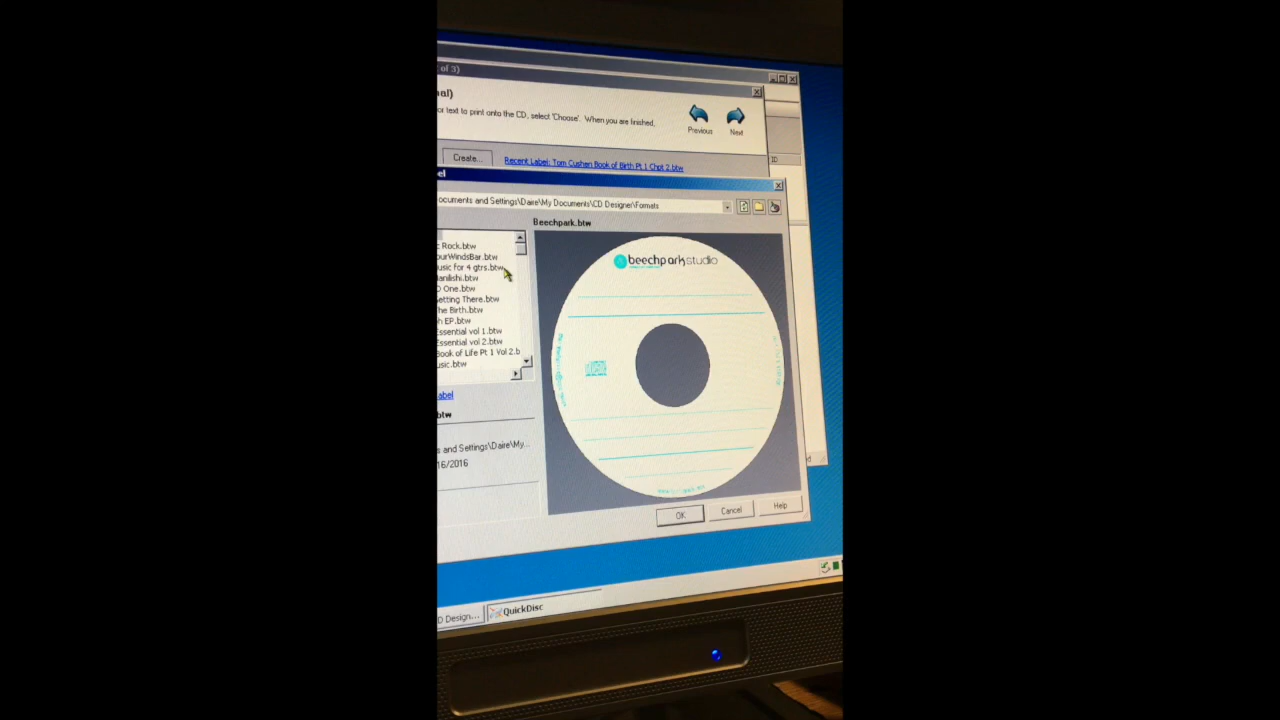 of 3)
al)
or text to print onto the CD, select 'Choose'. When you are finished,
Previous
Next
Create...
Recent Label: Tom Cushen Book of Birth Pt 1 Chpt 2.btw
ID
el
ocuments and Settings\Daire\My Documents\CD Designer\Formats
Beechpark.btw
c Rock.btw
ourWindsBar.btw
usic for 4 gtrs.btw
anilishi.btw
D One.btw
etting There.btw
he Birth.btw
h EP.btw
Essential vol 1.btw
Essential vol 2.btw
Book of Life Pt 1 Vol 2.b
usic.btw
beechparkstudio
abel
btw
s and Settings\Daire\My...
16/2016
OK
Cancel
Help
D Design...
QuickDisc